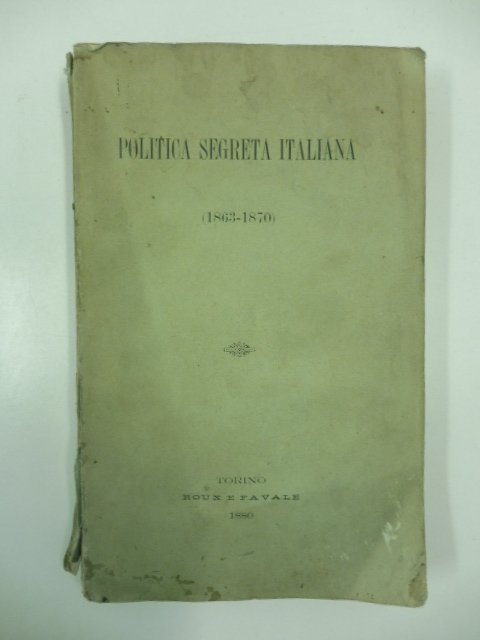 POLITICA SEGRETA ITALIANA
(1863-1870)
TORINO
ROUX E FAVALE
1880